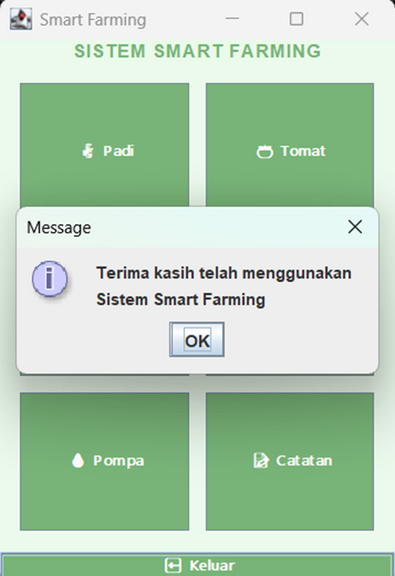 Smart Farming
SISTEM SMART FARMING
Padi
Tomat
Message
Terima kasih telah menggunakan
Sistem Smart Farming
OK
Pompa
Catatan
Keluar